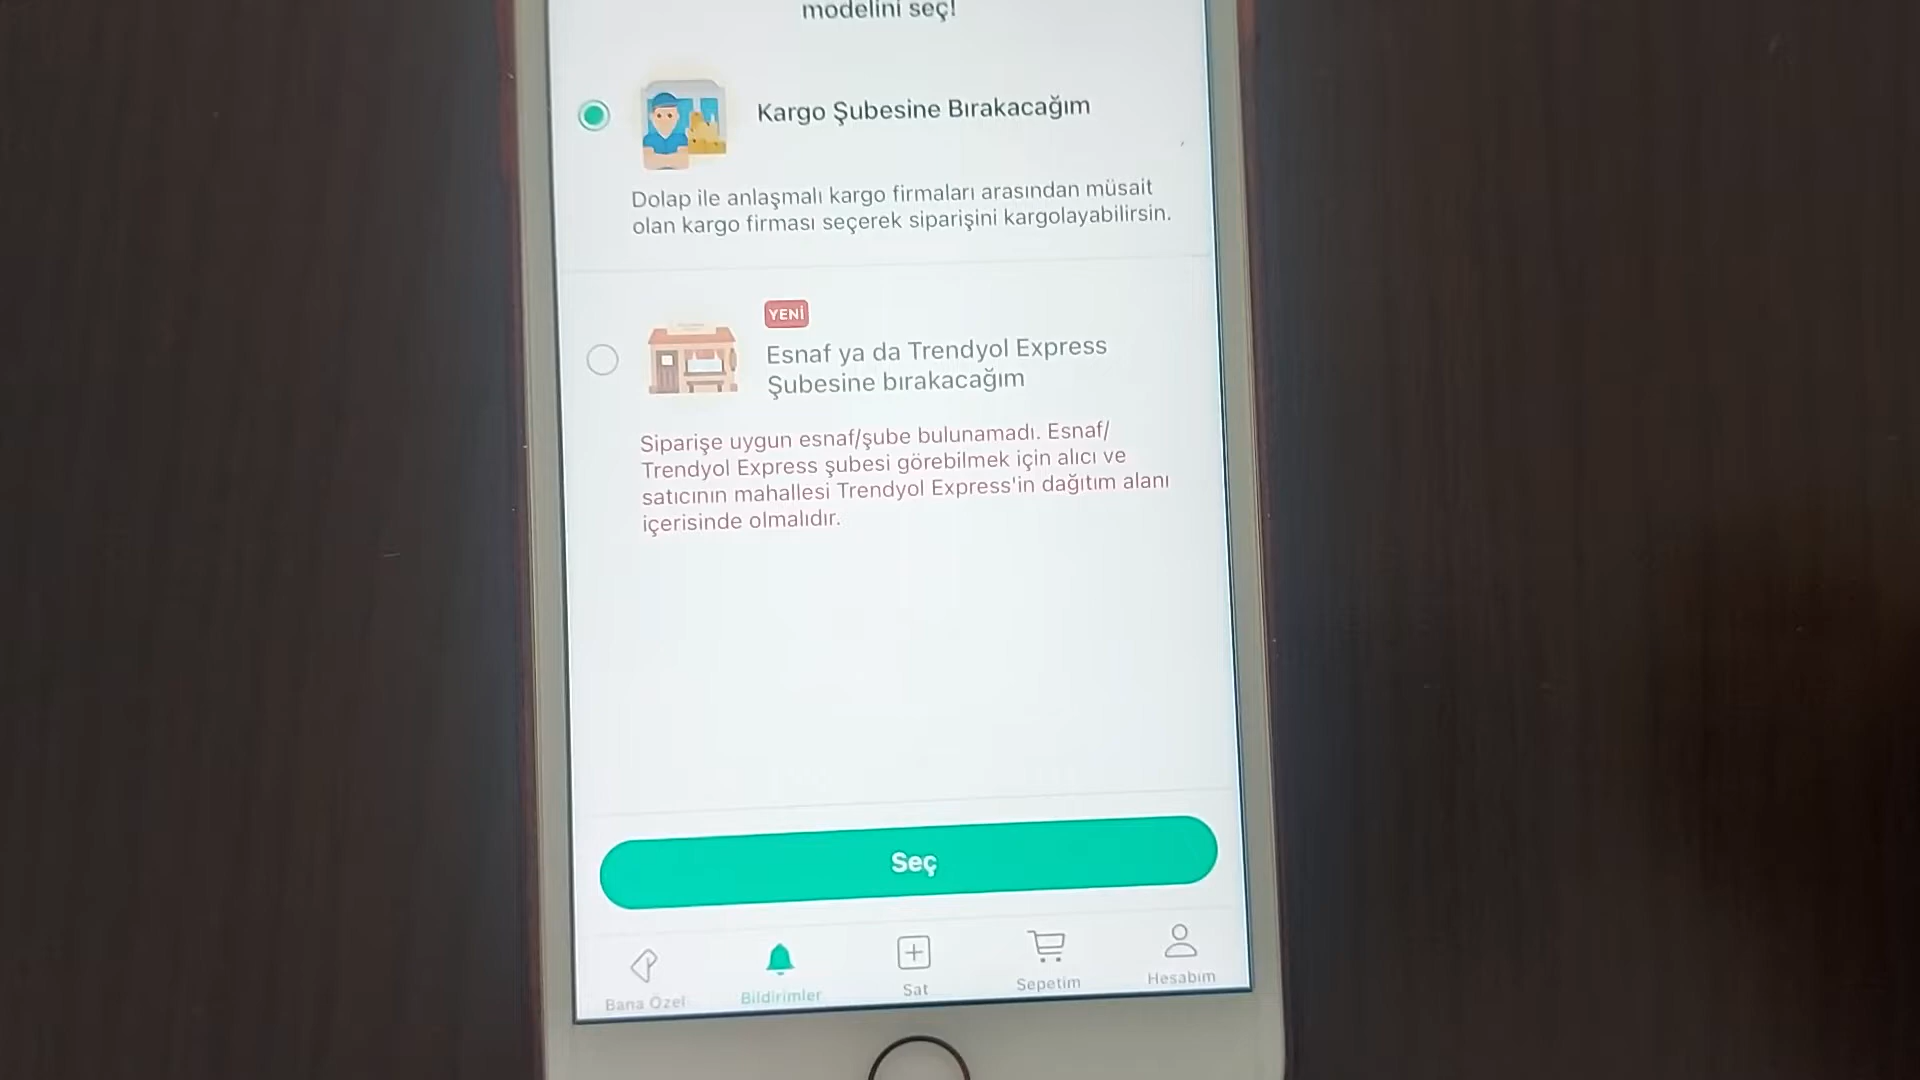 modelini seç!
Kargo Şubesine Bırakacağım
Dolap ile anlaşmalı kargo firmaları arasından müsait
olan kargo firması seçerek siparişini kargolayabilirsin.
YENİ
Esnaf ya da Trendyol Express
Şubesine bırakacağım
Siparişe uygun esnaf/şube bulunamadı. Esnaf/
Trendyol Express şubesi görebilmek için alıcı ve
satıcının mahallesi Trendyol Express'in dağıtım alanı
içerisinde olmalıdır.
Seç
Bana Özel
Bildirimler
Sat
Sepetim
Hesabım